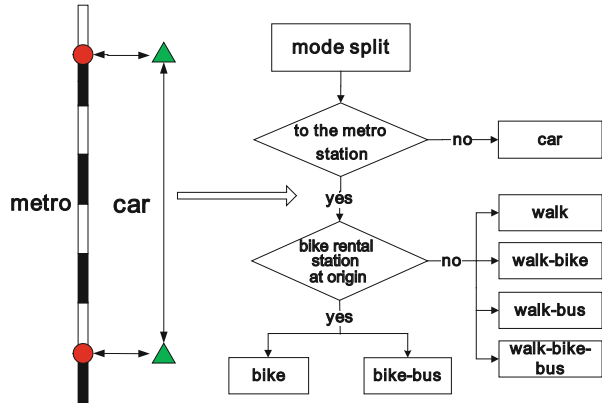 metro
car
mode split
to the metro
station
no
car
yes
bike rental
station
at origin
no
walk
walk-bike
walk-bus
walk-bike-
bus
yes
bike
bike-bus